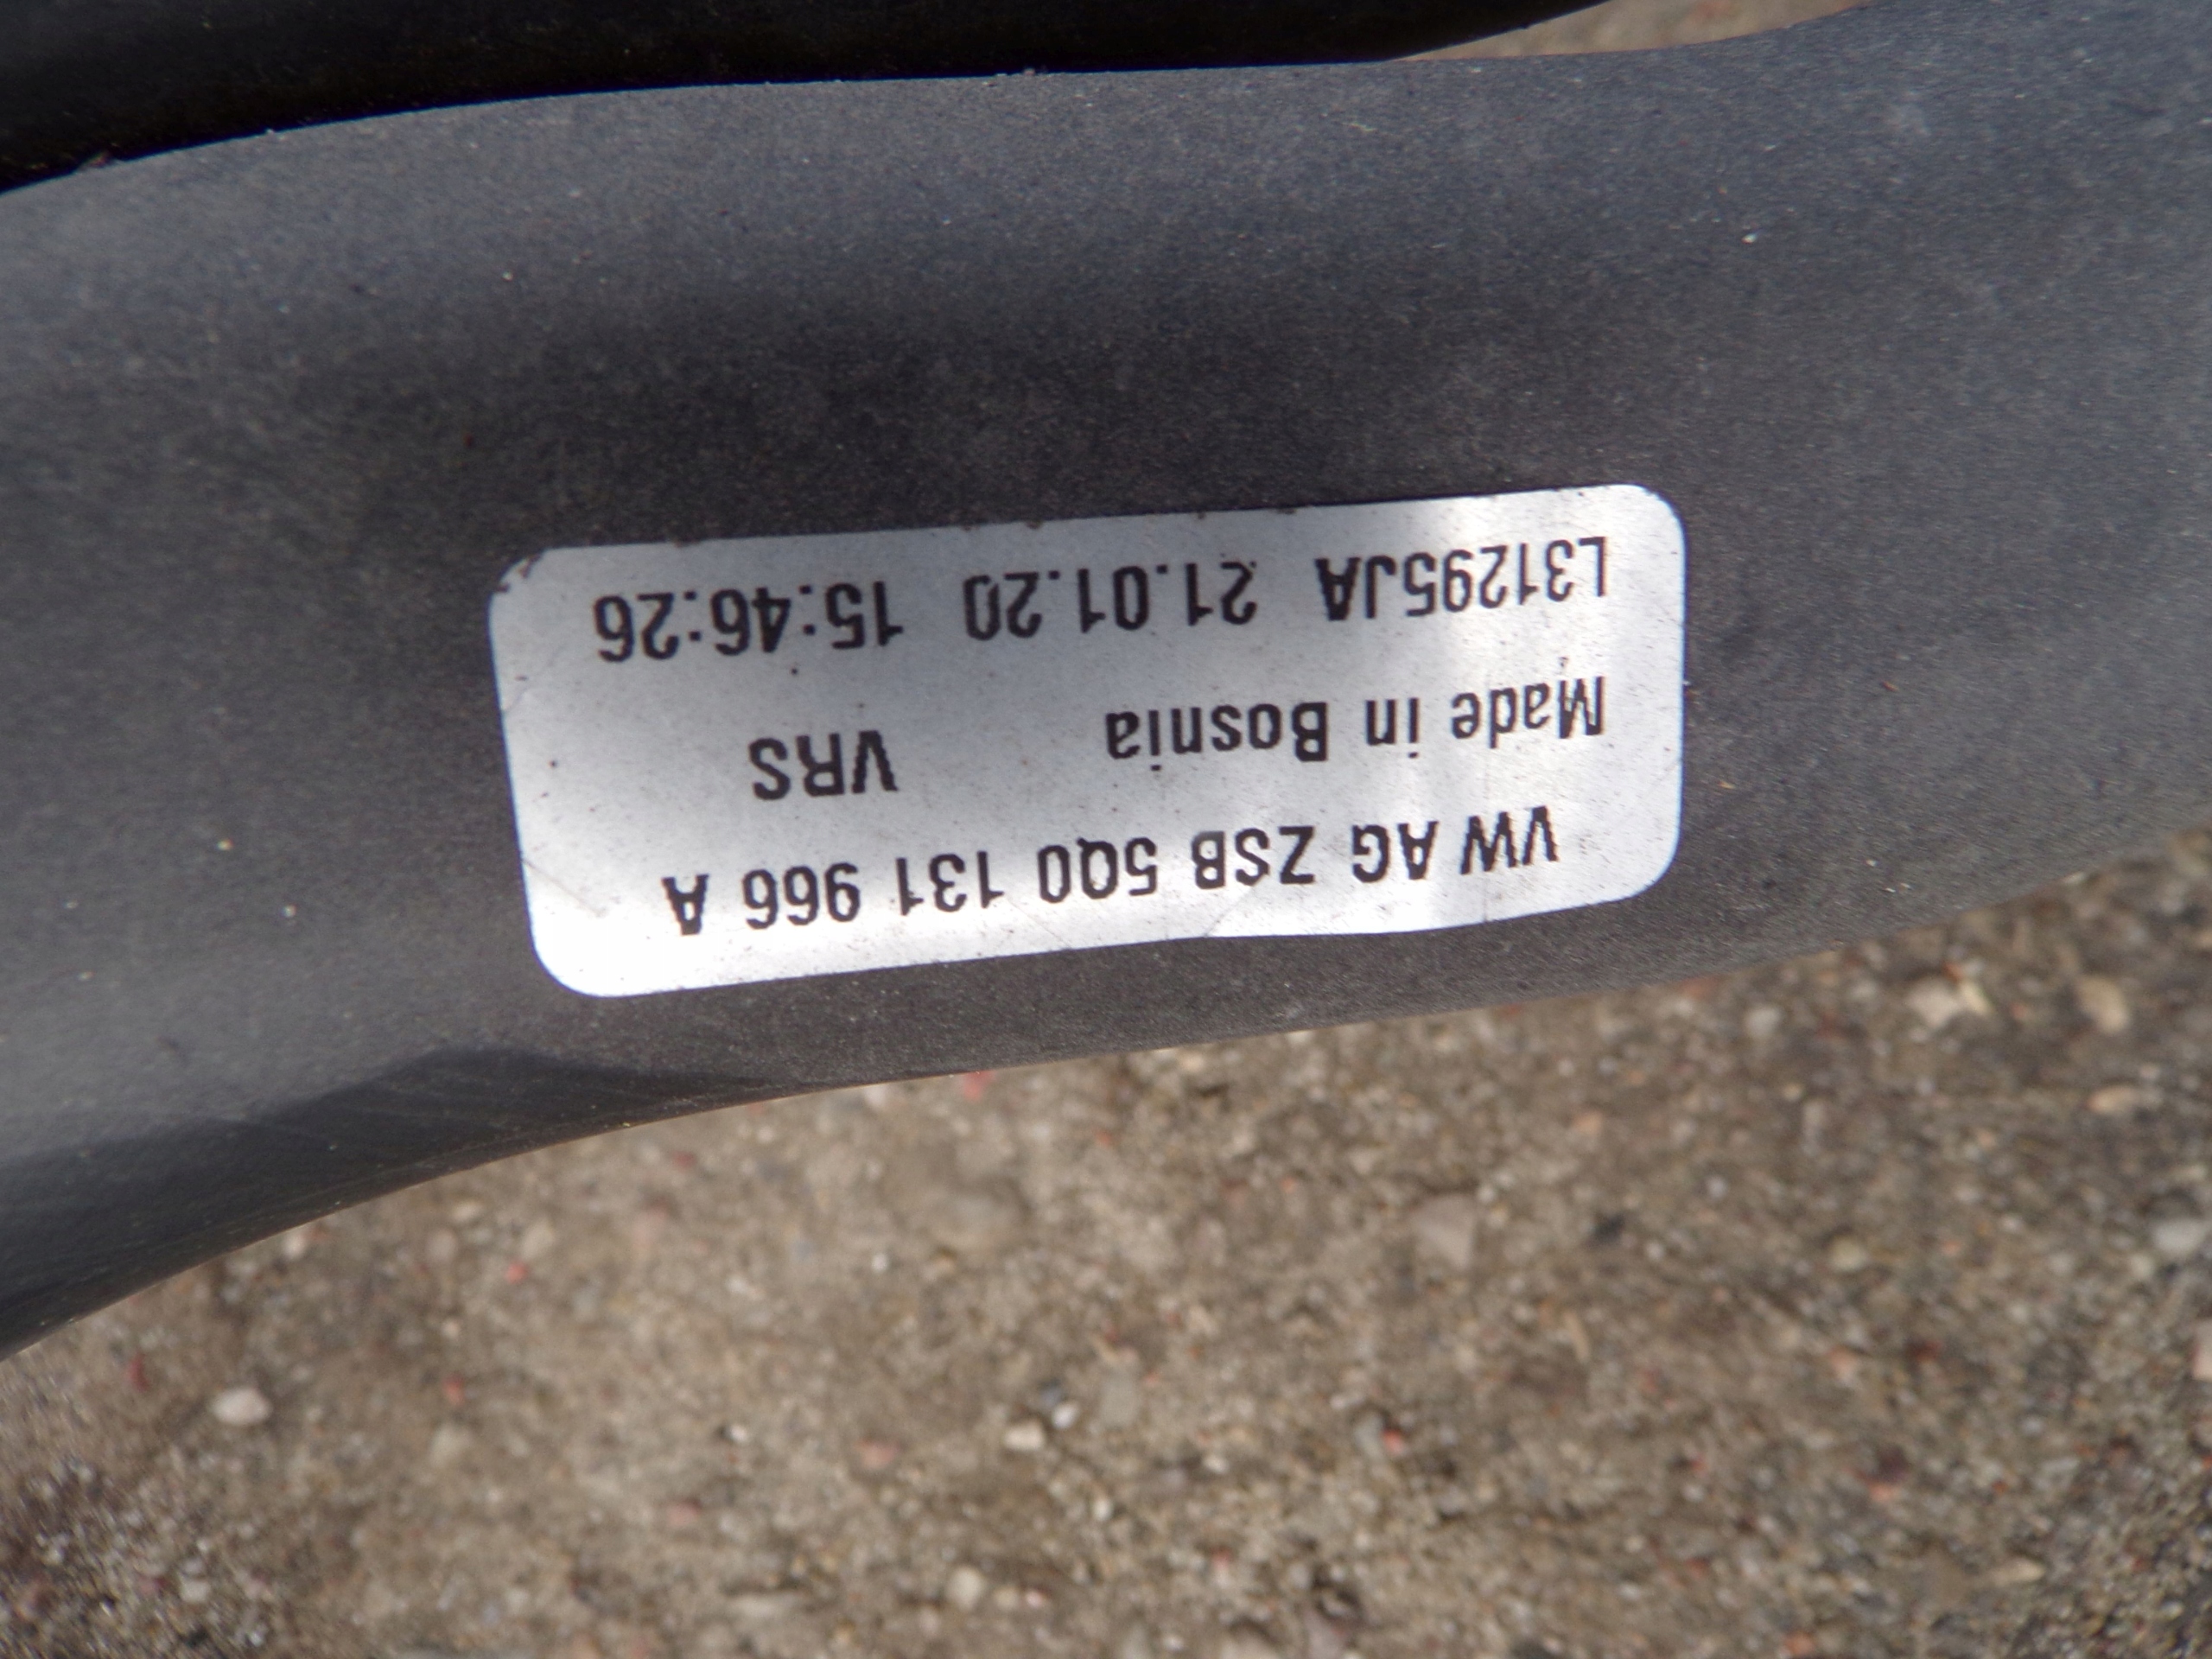 VW AG ZSB 5Q0 131 966 A
Made in Bosnia VRS
L31295JA 21.01.20 15:46:26